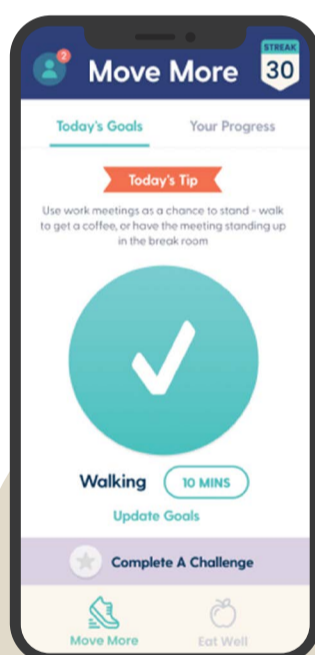 2
Move More
STREAK
30
Today's Goals
Your Progress
Today's Tip
Use work meetings as a chance to stand - walk
to get a coffee, or have the meeting standing up
in the break room
Walking
10 MINS
Update Goals
Complete A Challenge
Move More
Eat Well